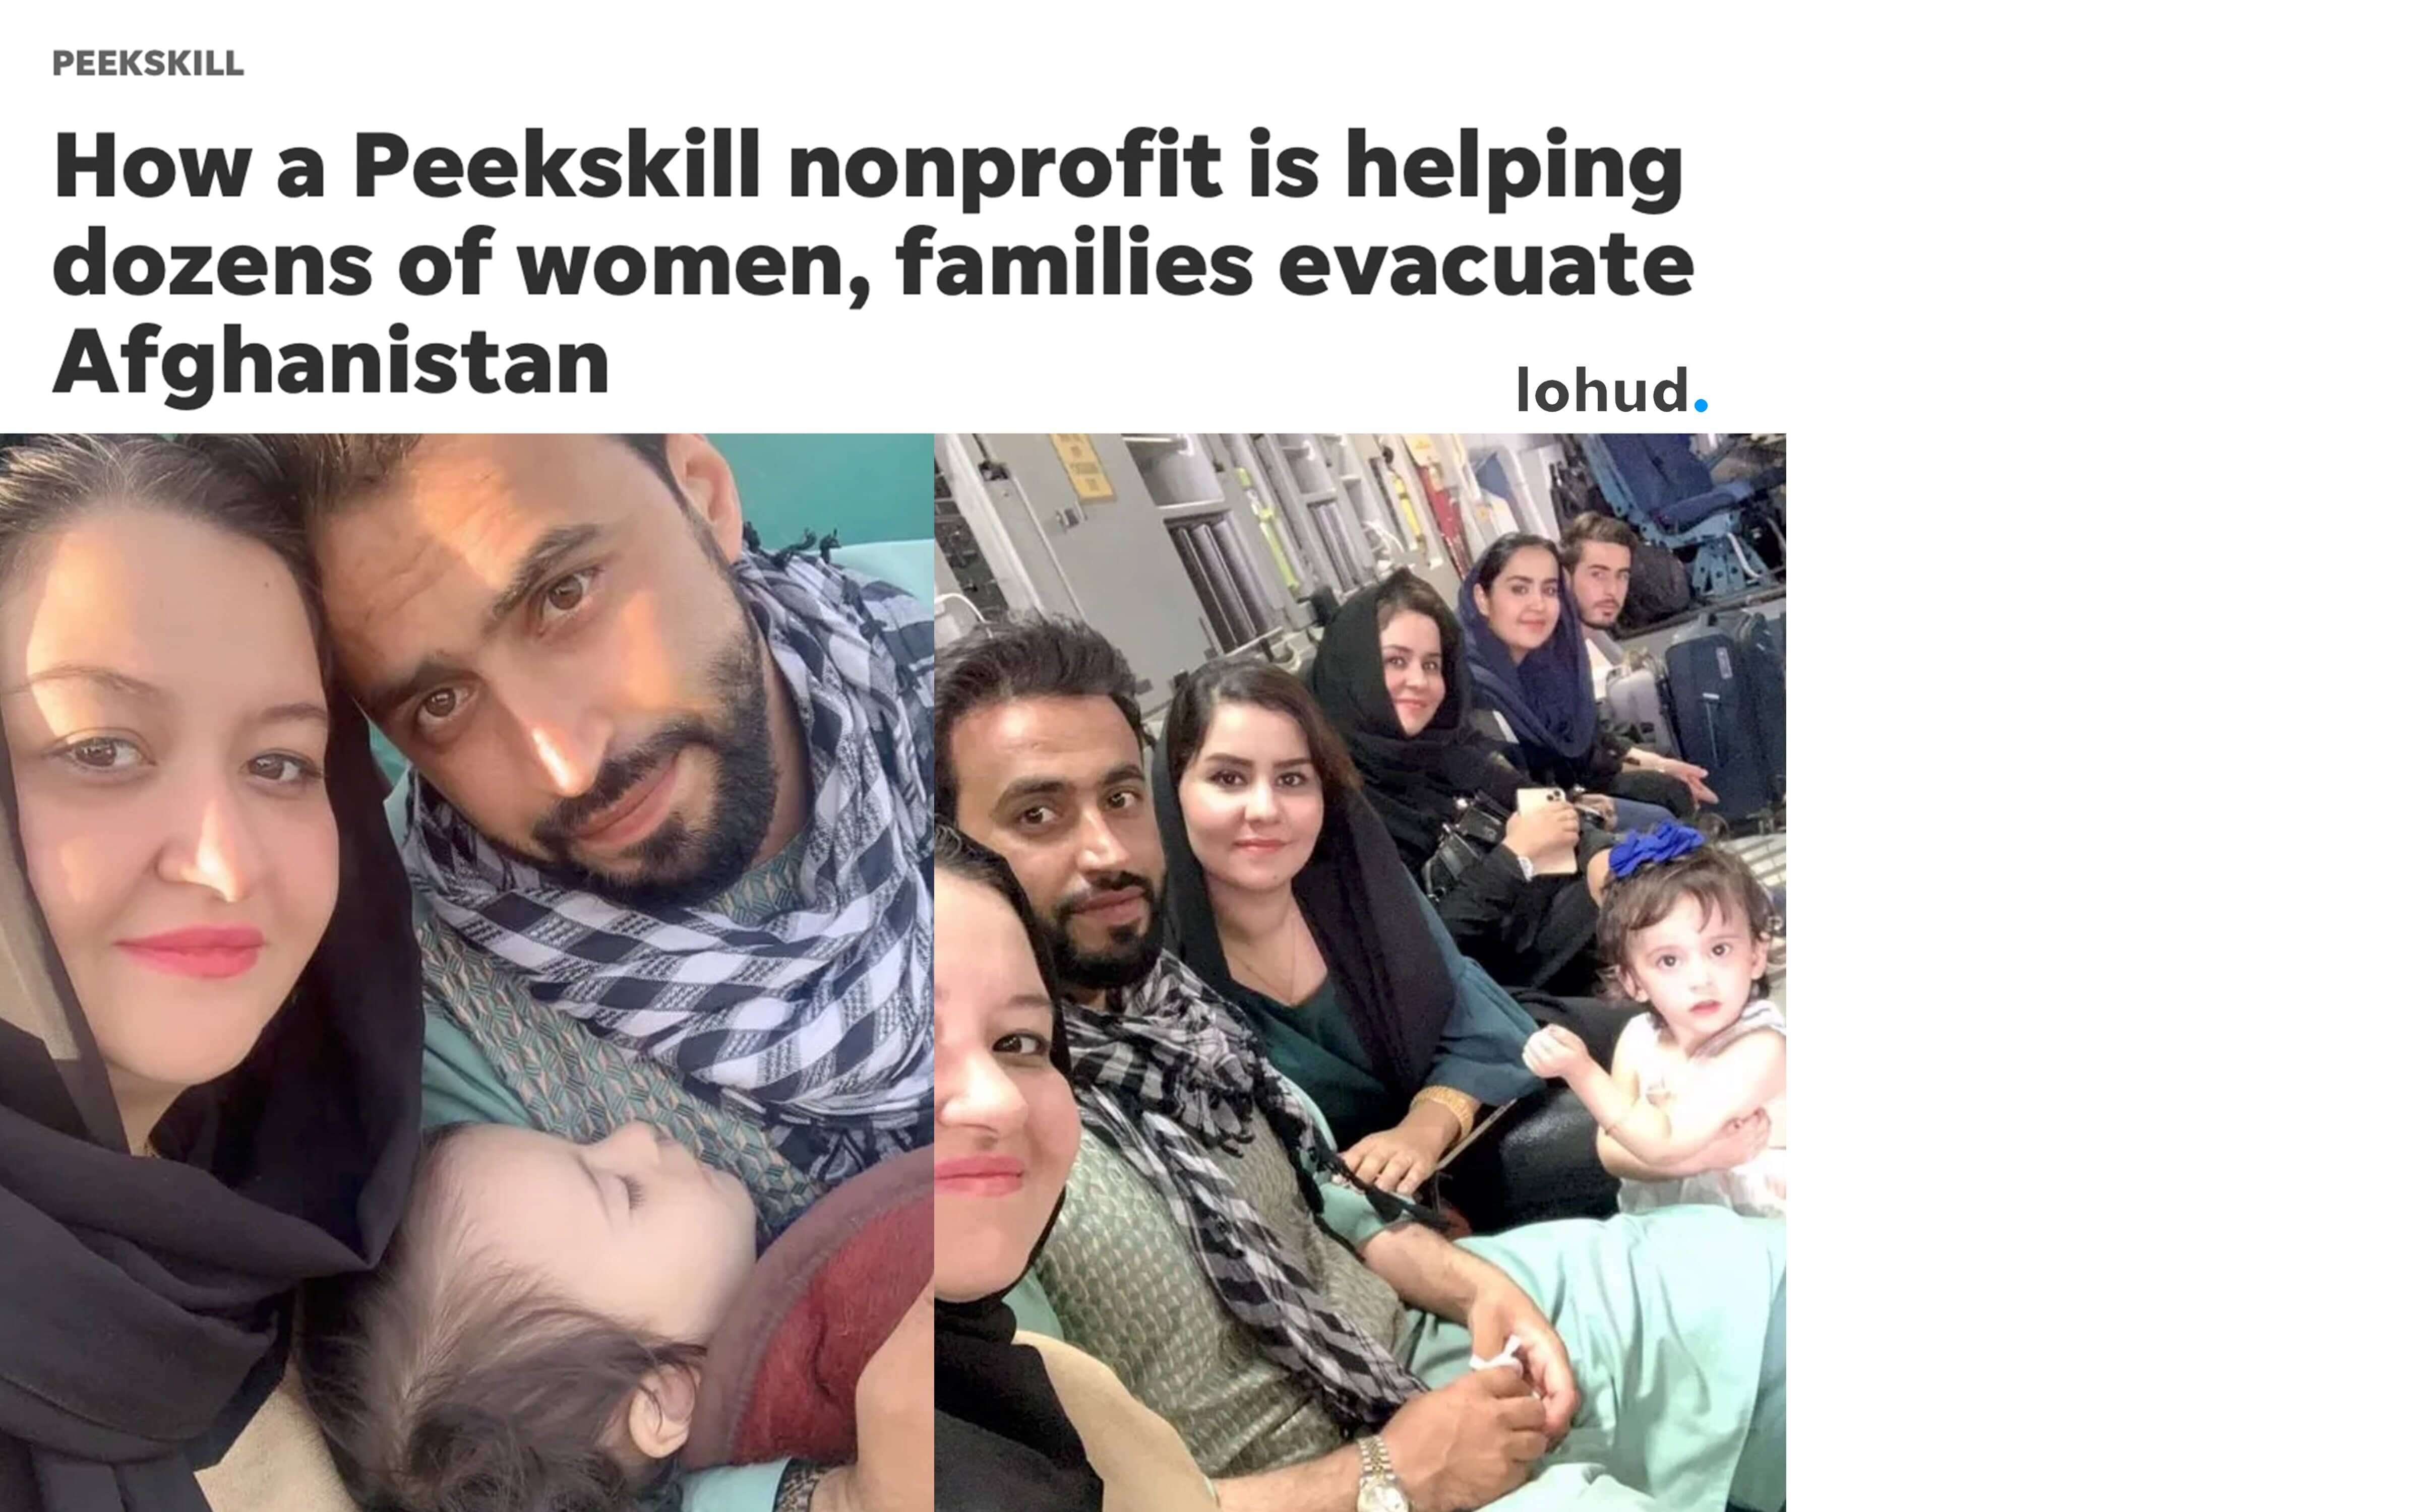 PEEKSKILL
How a Peekskill nonprofit is helping
dozens of women, families evacuate
Afghanistan
lohud.